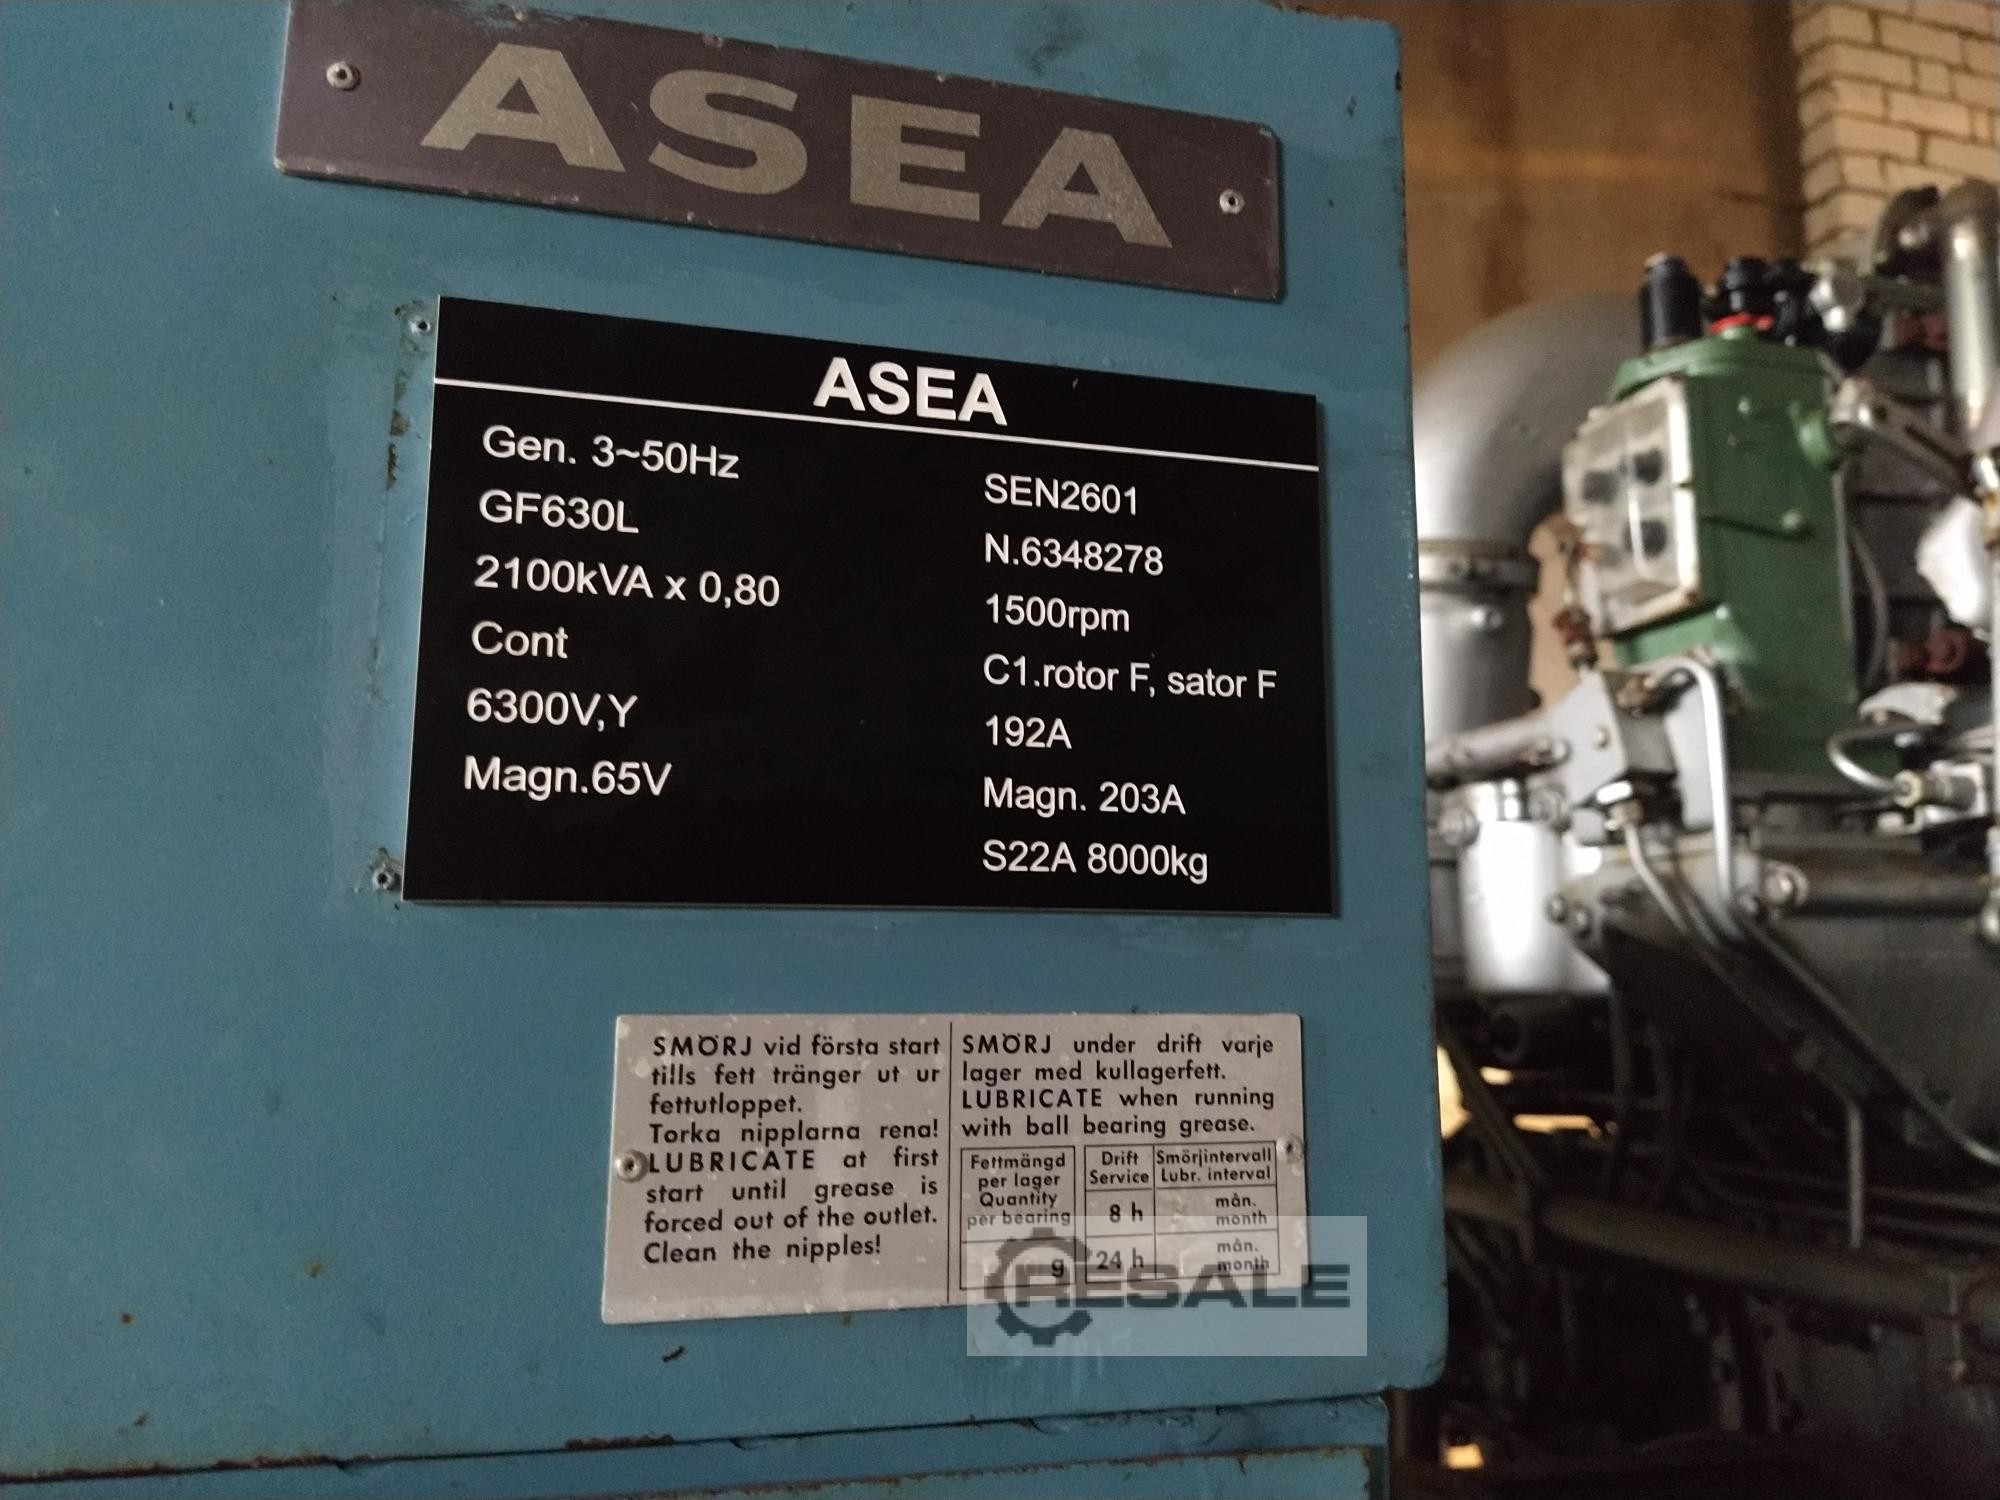 ASEA
ASEA
Gen. 3~50Hz
GF630L
2100kVA x 0,80
Cont
6300V,Y
Magn.65V
SEN2601
N.6348278
1500rpm
C1.rotor F, sator F
192A
Magn. 203A
S22A 8000kg
SMÖRJ vid första start
tills fett tränger ut ur
fettutloppet.
Torka nipplarna rena!
LUBRICATE at first
start until grease is
forced out of the outlet.
Clean the nipples!
SMÖRJ under drift varje
lager med kullagerfett.
LUBRICATE when running
with ball bearing grease.
Fettmängd
per lager
Quantity
per bearing
g
Drift
Service
8 h
24 h
Smörjintervall
Lubr. interval
mån.
month
mån.
month
RESALE